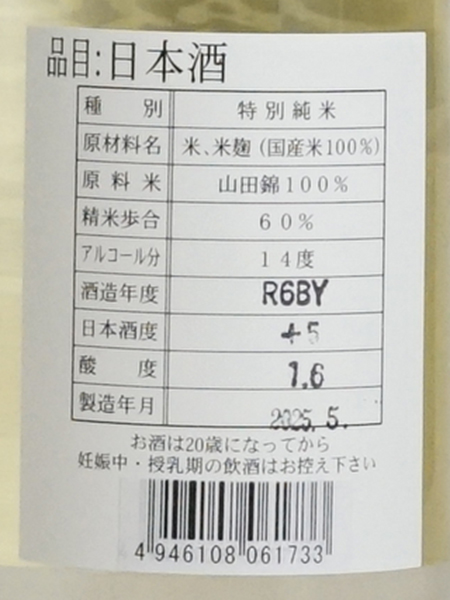 品目:日本酒
種 別 特別純米
原材料名 米、米麹(国産米100%)
原料米 山田錦100%
精米歩合 60%
アルコール分 14度
酒造年度 R6BY
日本酒度 +5
酸 度 1.6
製造年月 2025.5.
お酒は20歳になってから
妊娠中・授乳期の飲酒はお控え下さい
4 946108 061733